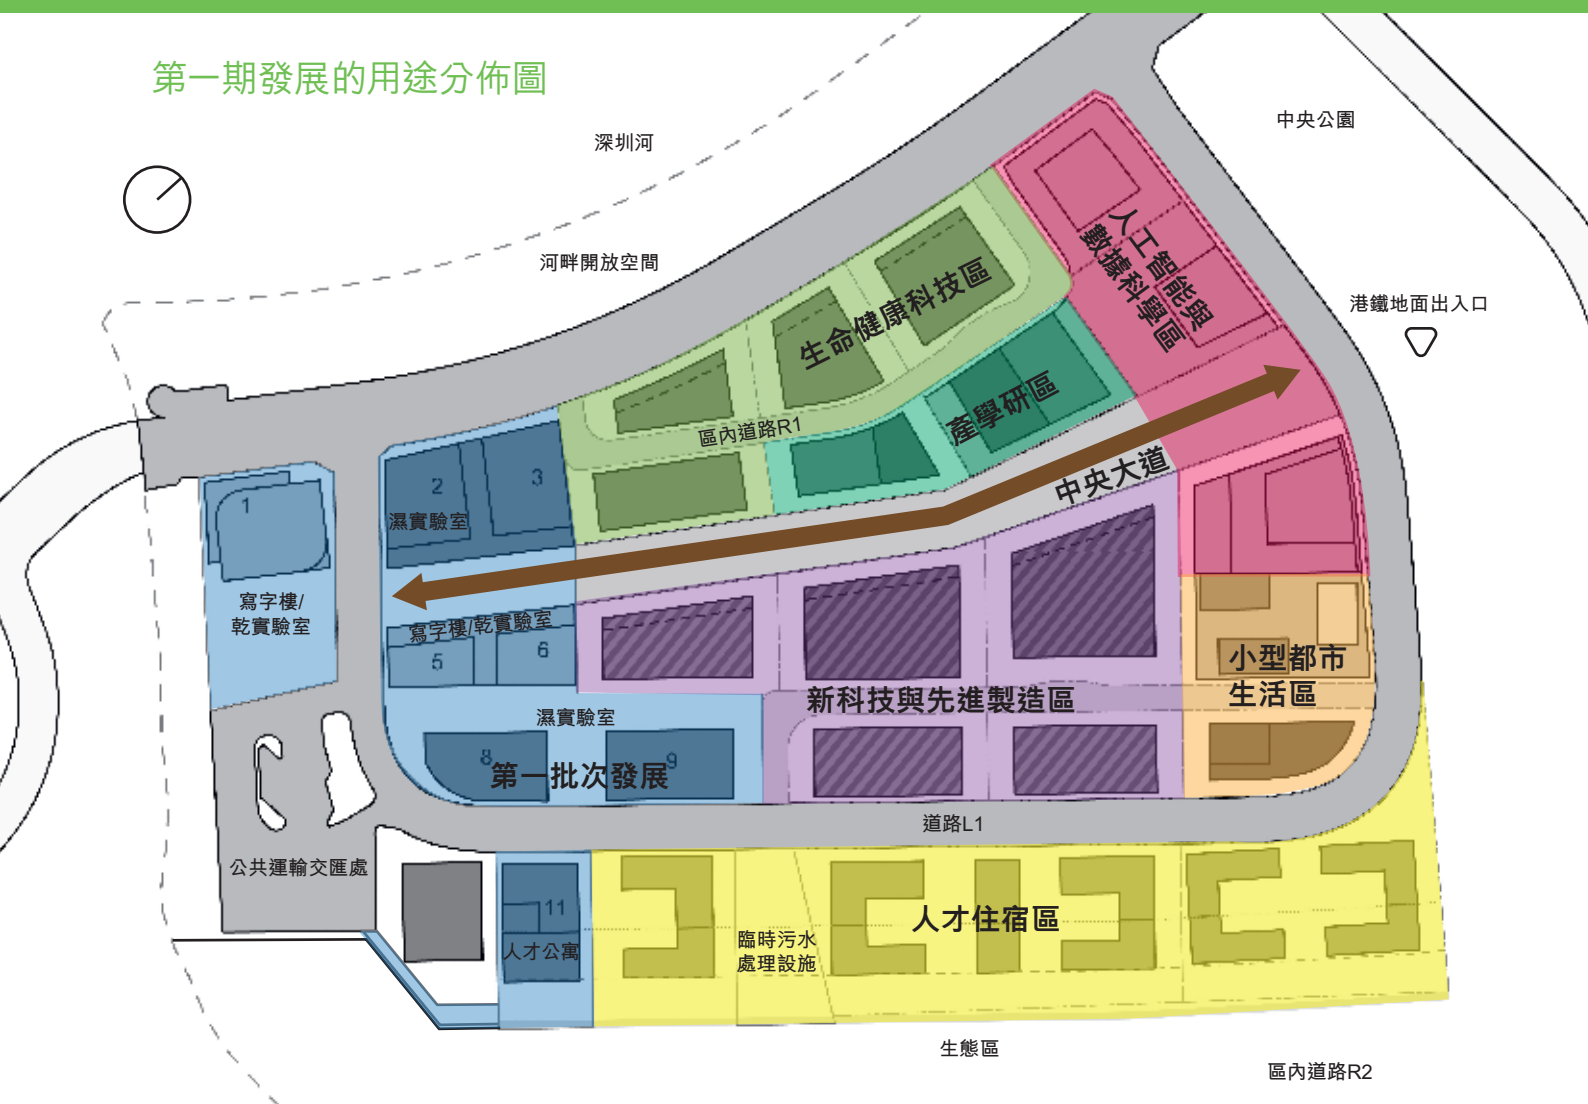 第一期發展的用途分佈圖
深圳河
中央公園
河畔開放空間
港鐵地面出入口
人工智能與
數據科學區
生命健康科技區
產學研區
區內道路R1
中央大道
1
2
3
濕實驗室
寫字樓/
乾實驗室
寫字樓/乾實驗室
5
6
小型都市
生活區
新科技與先進製造區
濕實驗室
8
9
第一批次發展
道路L1
公共運輸交匯處
11
人才公寓
人才住宿區
臨時污水
處理設施
生態區
區內道路R2